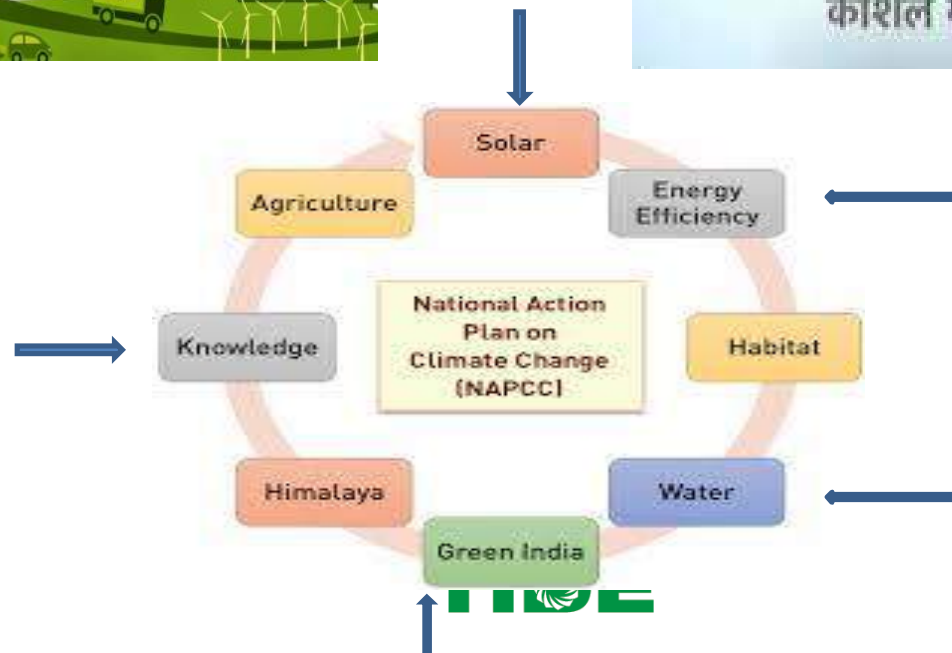 Solar
Energy
Efficiency
Habitat
Water
Green India
Himalaya
Knowledge
Agriculture
National Action
Plan on
Climate Change
(NAPCC)